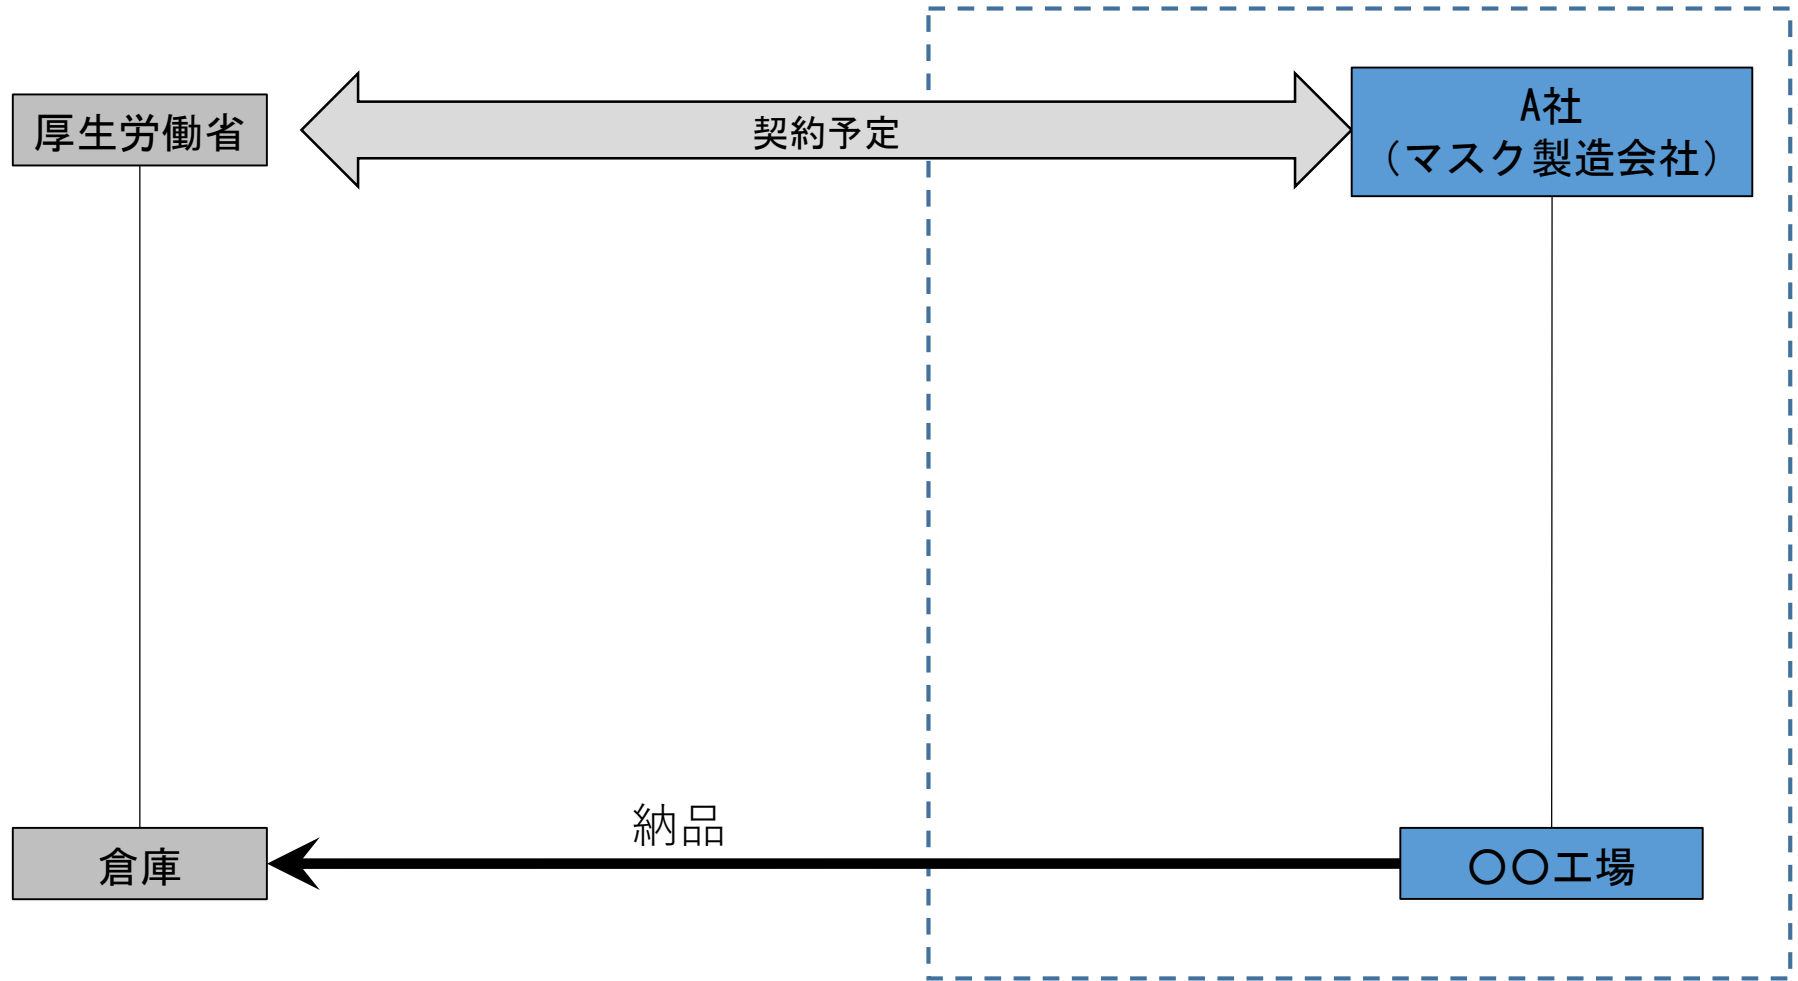 厚生労働省
契約予定
A社
（マスク製造会社）
納品
倉庫
〇〇工場